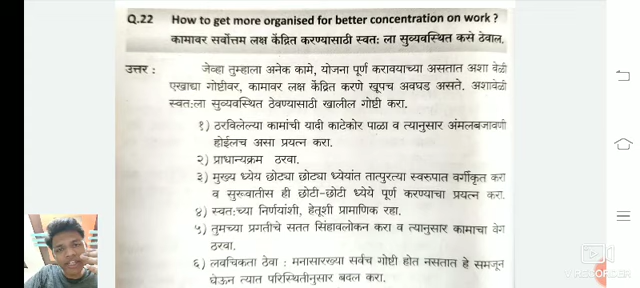 Q.22 How to get more organised for better concentration on work ?
कामावर सर्वोत्तम लक्ष केंद्रित करण्यासाठी स्वतः ला सुव्यवस्थित कसे ठेवाल.
उत्तर : जेव्हा तुम्हाला अनेक कामे, योजना पूर्ण करावयाच्या असतात अशा वेळी
एखाद्या गोष्टीवर, कामावर लक्ष केंद्रित करणे खूपच अवघड असते. अशावेळी
स्वतःला सुव्यवस्थित ठेवण्यासाठी खालील गोष्टी करा.
१) ठरविलेल्या कामांची यादी काटेकोर पाळा व त्यानुसार अंमलबजावणी
होईलच असा प्रयत्न करा.
२) प्राधान्यक्रम ठरवा.
३) मुख्य ध्येय छोट्या छोट्या ध्येयांत तात्पुरत्या स्वरुपात वर्गीकृत करा
व सुरूवातीस ही छोटी-छोटी ध्येये पूर्ण करण्याचा प्रयत्न करा.
४) स्वतःच्या निर्णयांशी, हेतूशी प्रामाणिक रहा.
५) तुमच्या प्रगतीचे सतत सिंहावलोकन करा व त्यानुसार कामाचा वेग
ठरवा.
६) लवचिकता ठेवा : मनासारख्या सर्वच गोष्टी होत नसतात हे समजून
घेऊन त्यात परिस्थितीनुसार बदल करा.
RECORDER